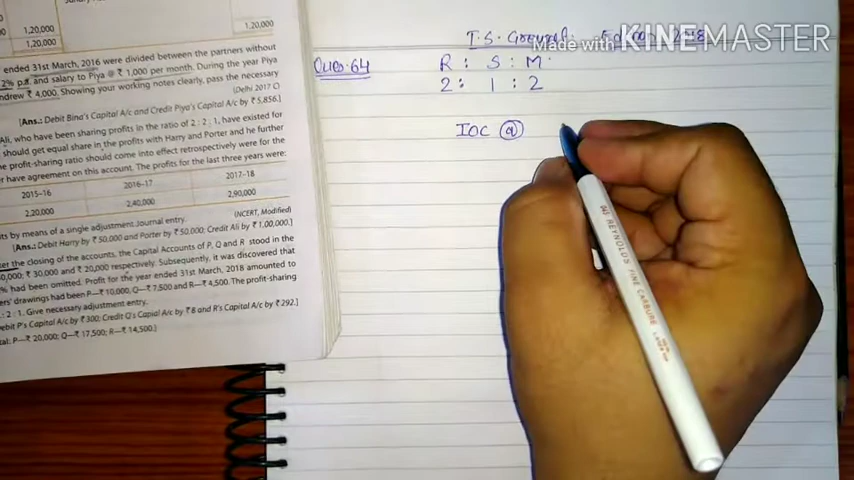 1,20,000
1,20,000
1,20,000
ended 31st March, 2016 were divided between the partners without
2% p.a. and salary to Piya @ ₹ 1,000 per month. During the year Piya
drew ₹ 4,000. Showing your working notes clearly, pass the necessary
(Delhi 2017 C)
[Ans.: Debit Bina's Capital A/c and Credit Piya's Capital A/c by ₹ 5,856.]
Ali, who have been sharing profits in the ratio of 2 : 2 : 1, have existed for
should get equal share in the profits with Harry and Porter and he further
profit-sharing ratio should come into effect retrospectively were for the
have agreement on this account. The profits for the last three years were:
2015-16 2016-17 2017-18
2,20,000 2,40,000 2,90,000
its by means of a single adjustment Journal entry.
(NCERT, Modified)
[Ans.: Debit Harry by ₹ 50,000 and Porter by ₹ 50,000; Credit Ali by ₹ 1,00,000.]
the closing of the accounts, the Capital Accounts of P, Q and R stood in the
₹ 30,000 and ₹ 20,000 respectively. Subsequently, it was discovered that
% had been omitted. Profit for the year ended 31st March, 2018 amounted to
drawings had been P—₹ 10,000, Q—₹ 7,500 and R—₹ 4,500. The profit-sharing
: 2 : 1. Give necessary adjustment entry.
Debit P's Capital A/c by ₹ 300; Credit Q's Capital A/c by ₹ 8 and R's Capital A/c by ₹ 292.]
P—₹ 20,000; Q—₹ 17,500; R—₹ 14,500.]
T.S. Grewal
Made with KINEMASTER
Ques. 64
R : S : M
2 : 1 : 2
IOC @
REYNOLDS FINE CARBURE